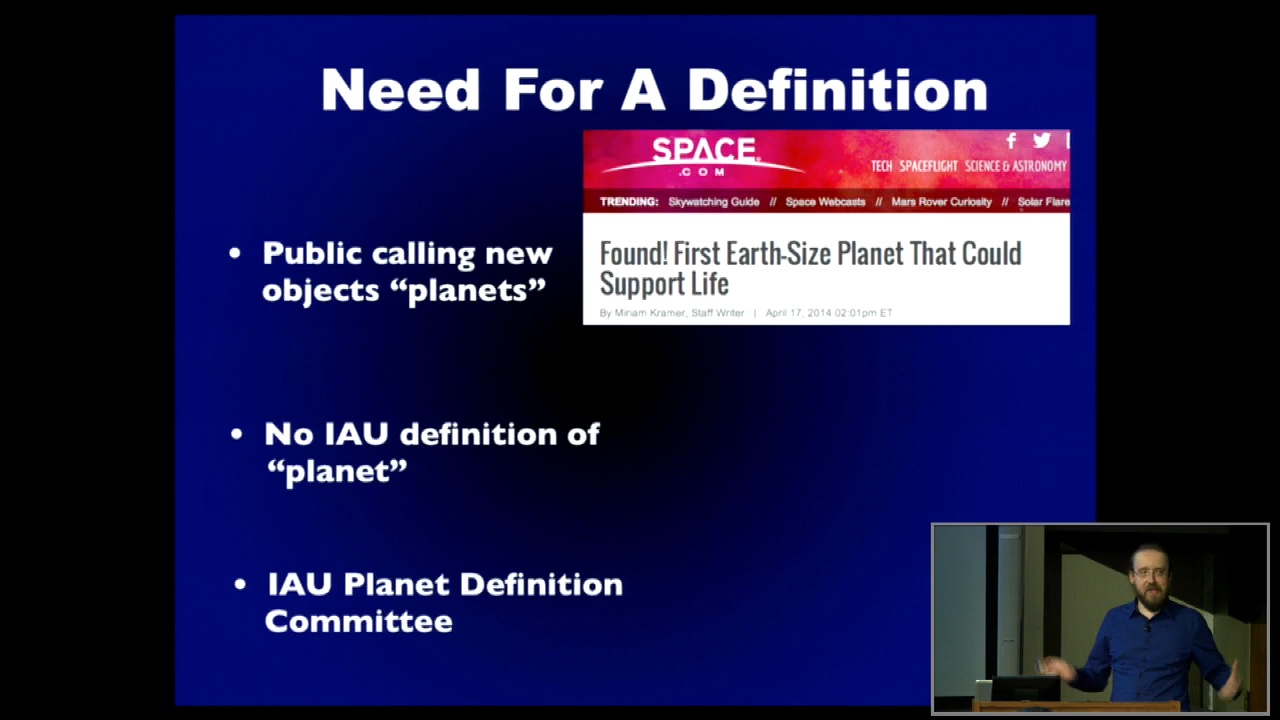 Need For A Definition
SPACE
.COM
TECH SPACEFLIGHT SCIENCE & ASTRONOMY
TRENDING: Skywatching Guide // Space Webcasts // Mars Rover Curiosity // Solar Flare
Found! First Earth-Size Planet That Could
Support Life
By Miriam Kramer, Staff Writer | April 17, 2014 02:01pm ET
• Public calling new
objects “planets”
• No IAU definition of
“planet”
• IAU Planet Definition
Committee